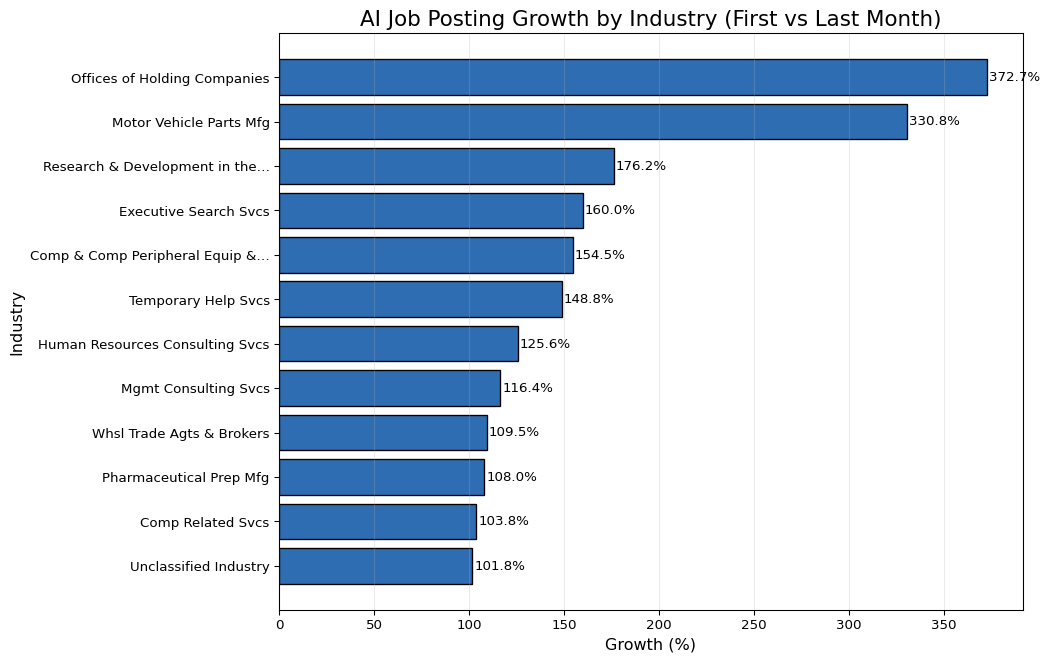 AI Job Posting Growth by Industry (First vs Last Month)
Industry
Offices of Holding Companies 372.7%
Motor Vehicle Parts Mfg 330.8%
Research & Development in the… 176.2%
Executive Search Svcs 160.0%
Comp & Comp Peripheral Equip &… 154.5%
Temporary Help Svcs 148.8%
Human Resources Consulting Svcs 125.6%
Mgmt Consulting Svcs 116.4%
Whsl Trade Agts & Brokers 109.5%
Pharmaceutical Prep Mfg 108.0%
Comp Related Svcs 103.8%
Unclassified Industry 101.8%
0 50 100 150 200 250 300 350
Growth (%)